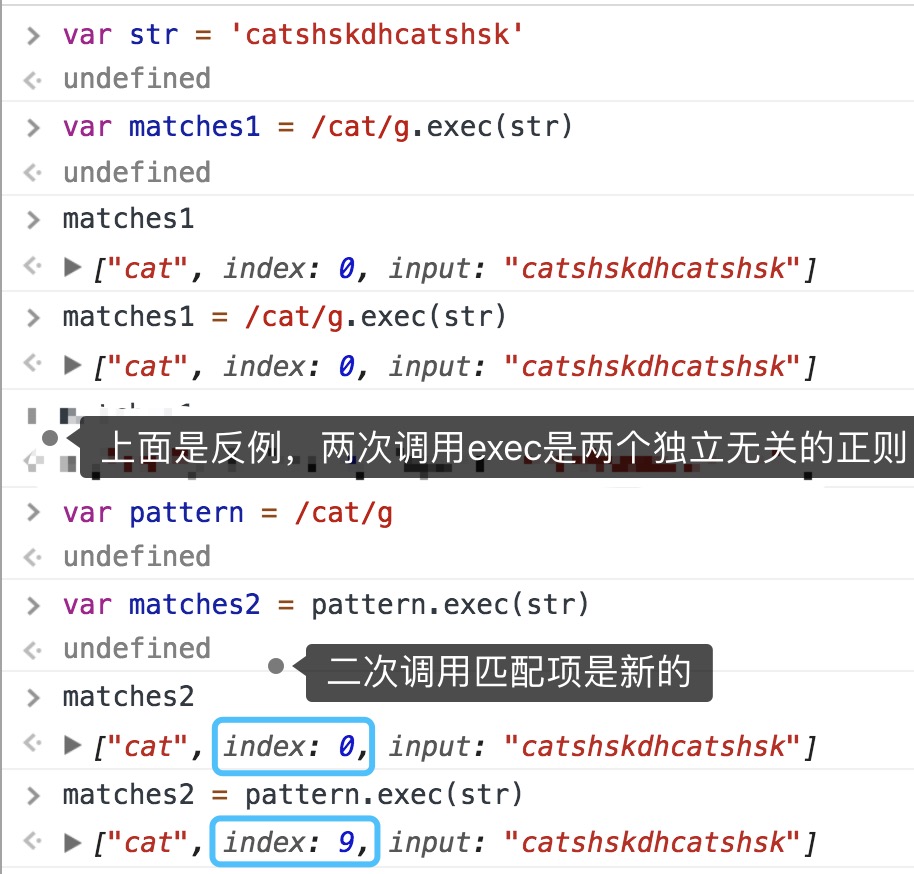 > var str = 'catshskdhcatshsk'
undefined
> var matches1 = /cat/g.exec(str)
undefined
> matches1
["cat", index: 0, input: "catshskdhcatshsk"]
> matches1 = /cat/g.exec(str)
["cat", index: 0, input: "catshskdhcatshsk"]
上面是反例，两次调用exec是两个独立无关的正则
> var pattern = /cat/g
undefined
> var matches2 = pattern.exec(str)
undefined
二次调用匹配项是新的
> matches2
["cat", index: 0, input: "catshskdhcatshsk"]
> matches2 = pattern.exec(str)
["cat", index: 9, input: "catshskdhcatshsk"]